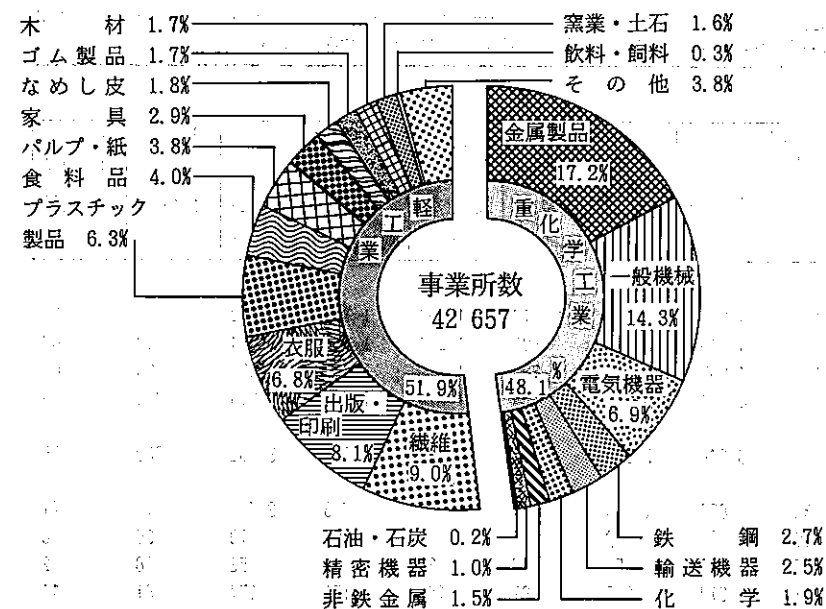 木材 1.7%
ゴム製品 1.7%
なめし皮 1.8%
家具 2.9%
パルプ・紙 3.8%
食料品 4.0%
プラスチック
製品 6.3%
窯業・土石 1.6%
飲料・飼料 0.3%
その他 3.8%
金属製品
17.2%
軽工業
重化学工業
事業所数
42 657
一般機械
14.3%
衣服
6.8%
51.9%
48.1%
電気機器
6.9%
出版・
印刷
8.1%
繊維
9.0%
石油・石炭 0.2%
精密機器 1.0%
非鉄金属 1.5%
鉄鋼 2.7%
輸送機器 2.5%
化学 1.9%